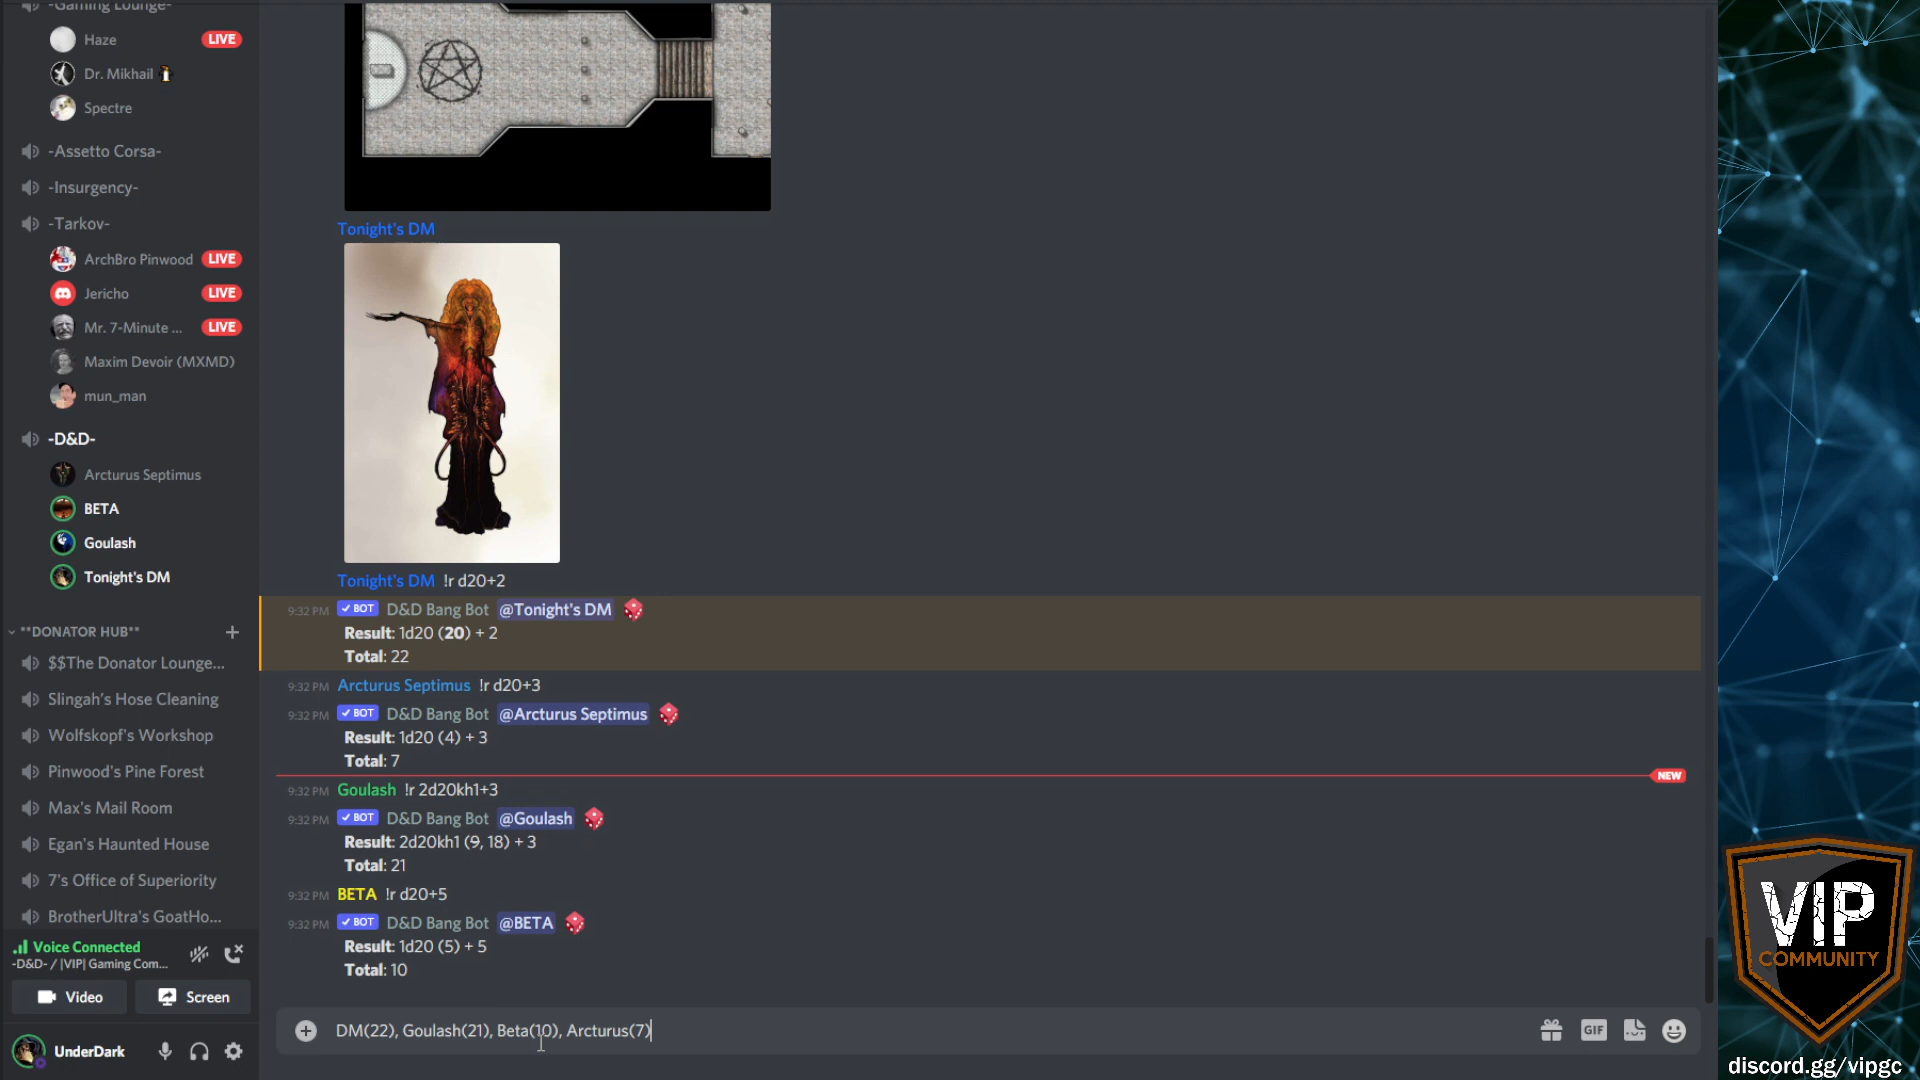 -Gaming Lounge-
Haze LIVE
Dr. Mikhail
Spectre
-Assetto Corsa-
-Insurgency-
-Tarkov-
ArchBro Pinwood LIVE
Jericho LIVE
Mr. 7-Minute ... LIVE
Maxim Devoir (MXMD)
mun_man
-D&D-
Arcturus Septimus
BETA
Goulash
Tonight's DM
**DONATOR HUB**
$$The Donator Lounge...
Slingah's Hose Cleaning
Wolfskopf's Workshop
Pinwood's Pine Forest
Max's Mail Room
Egan's Haunted House
7's Office of Superiority
BrotherUltra's GoatHo...
Voice Connected
-D&D- / |VIP| Gaming Com...
Video Screen
UnderDark
Tonight's DM
Tonight's DM !r d20+2
9:32 PM BOT D&D Bang Bot @Tonight's DM
Result: 1d20 (20) + 2
Total: 22
9:32 PM Arcturus Septimus !r d20+3
9:32 PM BOT D&D Bang Bot @Arcturus Septimus
Result: 1d20 (4) + 3
Total: 7
NEW
9:32 PM Goulash !r 2d20kh1+3
9:32 PM BOT D&D Bang Bot @Goulash
Result: 2d20kh1 (9, 18) + 3
Total: 21
9:32 PM BETA !r d20+5
9:32 PM BOT D&D Bang Bot @BETA
Result: 1d20 (5) + 5
Total: 10
DM(22), Goulash(21), Beta(10), Arcturus(7)
GIF
VIP
COMMUNITY
discord.gg/vipgc